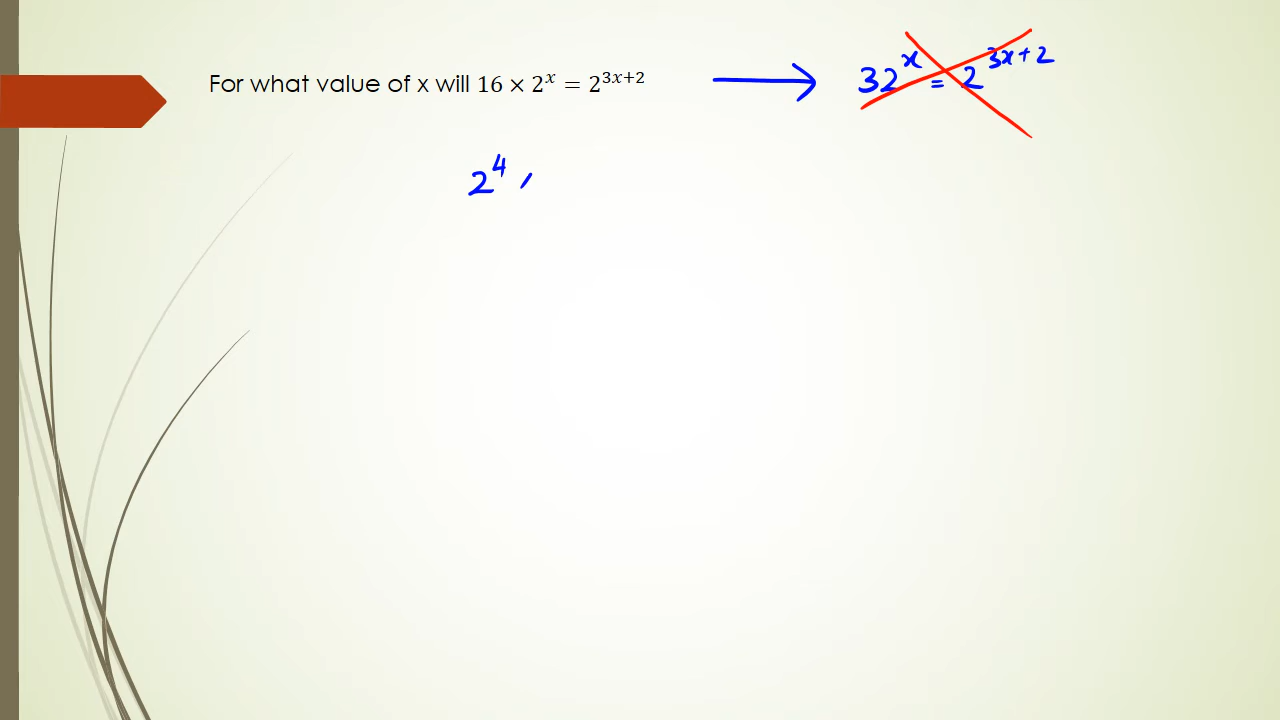 For what value of x will 16 × 2^x = 2^{3x+2} → 32^x = 2^{3x+2}
2^4